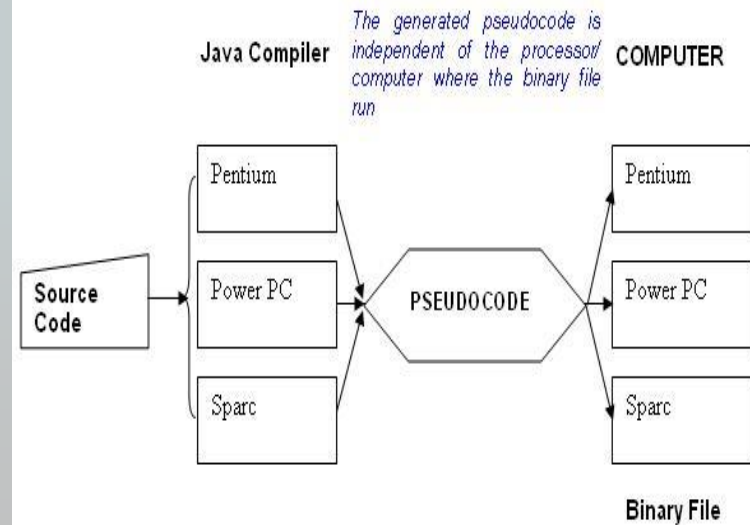 Java Compiler
The generated pseudocode is
independent of the processor/
computer where the binary file
run
COMPUTER
Pentium
Pentium
Source
Code
Power PC
PSEUDOCODE
Power PC
Sparc
Sparc
Binary File